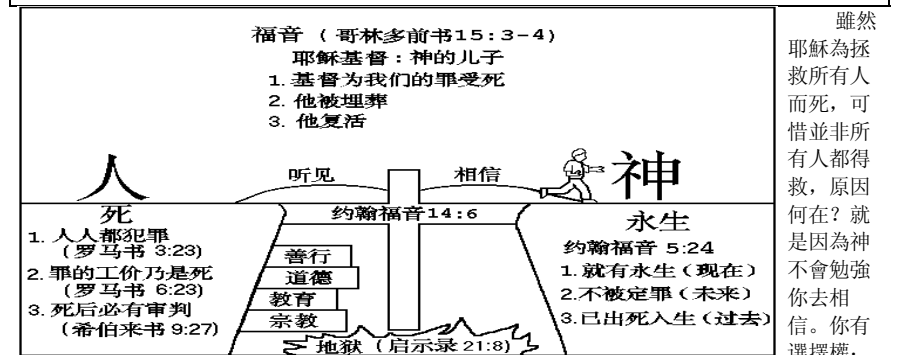 福音（哥林多前书15：3-4）
耶稣基督：神的儿子
1. 基督为我们的罪受死
2. 他被埋葬
3. 他复活
人
听见
相信
神
死
1. 人人都犯罪
（罗马书 3:23)
2. 罪的工价乃是死
（罗马书 6:23)
3. 死后必有审判
（希伯来书 9:27)
约翰福音14:6
善行
道德
教育
宗教
地狱（启示录 21:8)
永生
约翰福音 5:24
1. 就有永生（现在）
2.不被定罪（未来）
3.已出死入生（过去）
雖然
耶穌為拯
救所有人
而死，可
惜並非所
有人都得
救，原因
何在？就
是因為神
不會勉強
你去相
信。你有
選擇權，